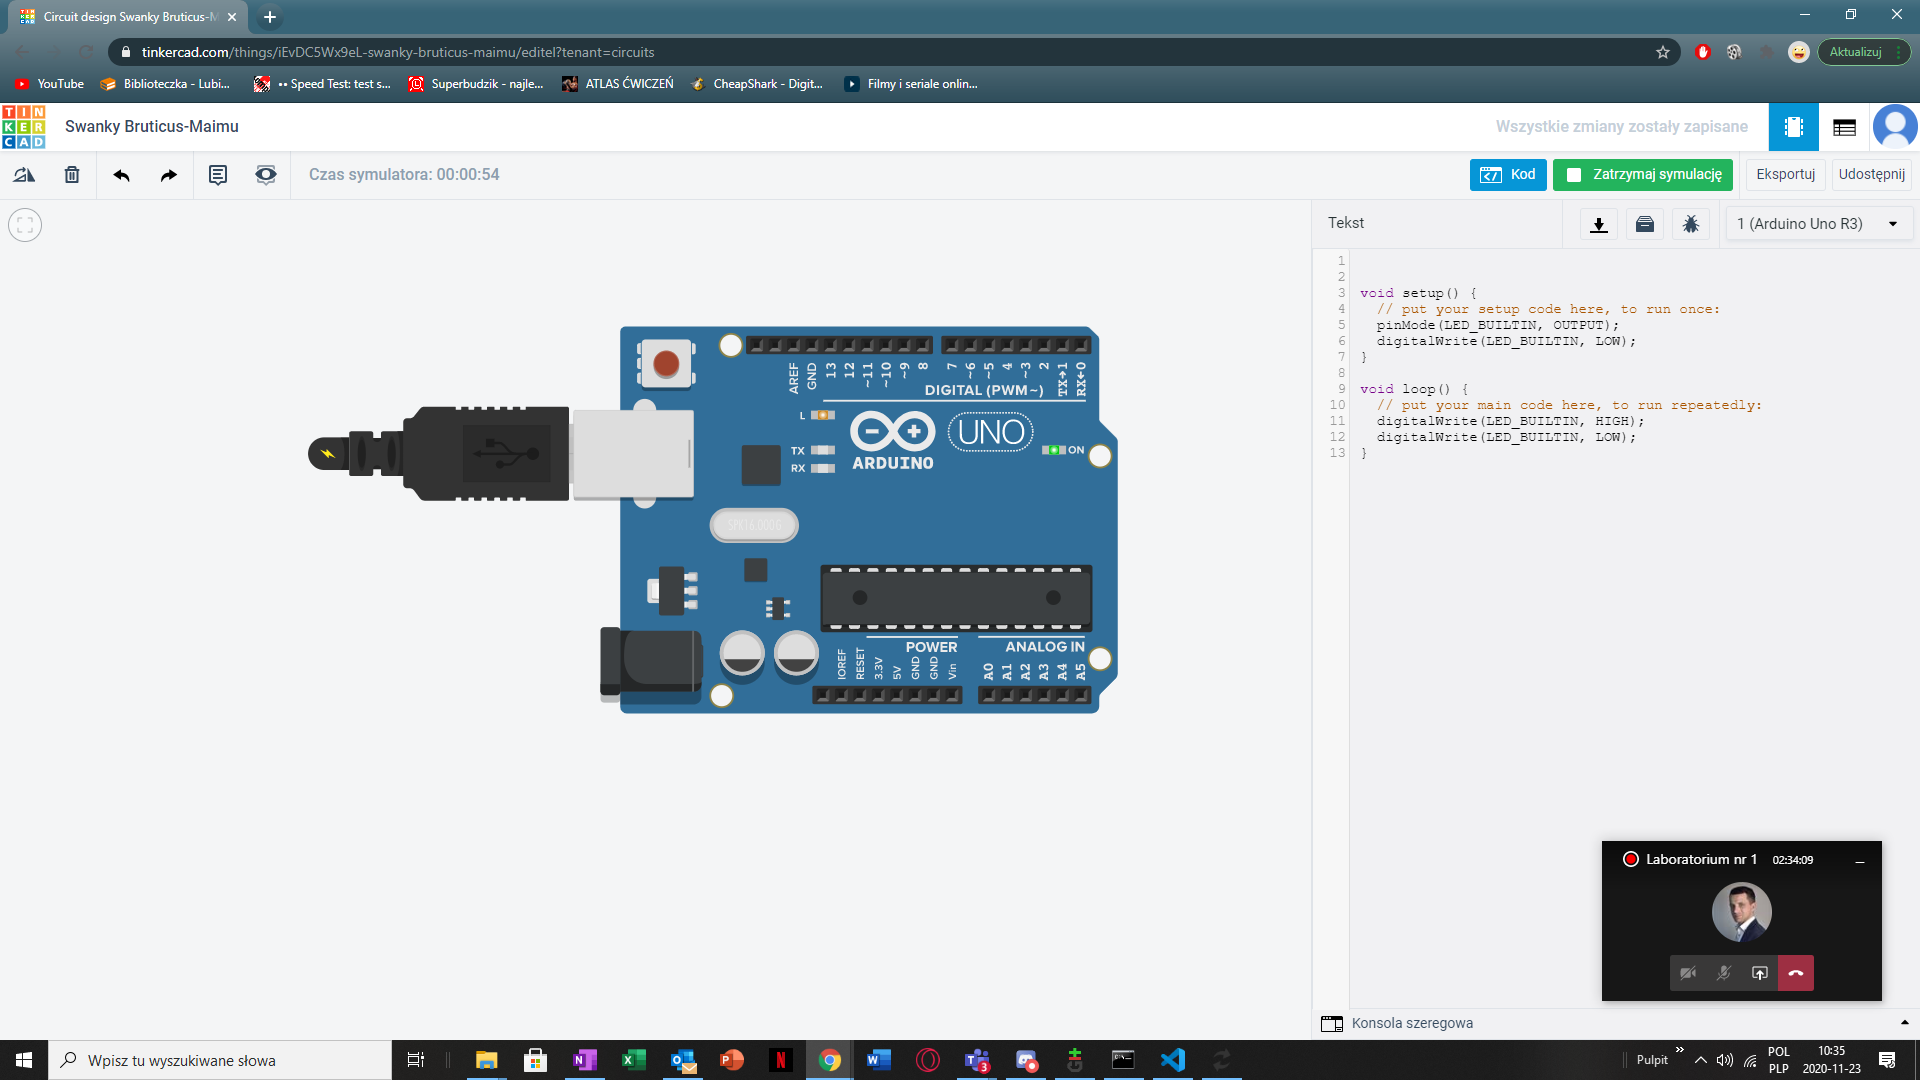 Circuit design Swanky Bruticus-M
tinkercad.com/things/iEvDC5Wx9eL-swanky-bruticus-maimu/editel?tenant=circuits
Aktualizuj
YouTube
Biblioteczka - Lubi...
•• Speed Test: test s...
Superbudzik - najle...
ATLAS ĆWICZEŃ
CheapShark - Digit...
Filmy i seriale onlin...
TIN
KER
CAD
Swanky Bruticus-Maimu
Wszystkie zmiany zostały zapisane
Czas symulatora: 00:00:54
Kod
Zatrzymaj symulację
Eksportuj
Udostępnij
Tekst
1 (Arduino Uno R3)
1
2
3 void setup() {
4 // put your setup code here, to run once:
5 pinMode(LED_BUILTIN, OUTPUT);
6 digitalWrite(LED_BUILTIN, LOW);
7 }
8
9 void loop() {
10 // put your main code here, to run repeatedly:
11 digitalWrite(LED_BUILTIN, HIGH);
12 digitalWrite(LED_BUILTIN, LOW);
13 }
AREF GND 13 12 ~11 ~10 ~9 8 7 ~6 ~5 4 ~3 2 TX→1 RX←0
DIGITAL (PWM~)
L
TX
RX
UNO
ARDUINO
ON
SPK16.000G
POWER
ANALOG IN
IOREF RESET 3.3V 5V GND GND Vin A0 A1 A2 A3 A4 A5
Laboratorium nr 1 02:34:09
Konsola szeregowa
Wpisz tu wyszukiwane słowa
3
Pulpit
POL
PLP
10:35
2020-11-23